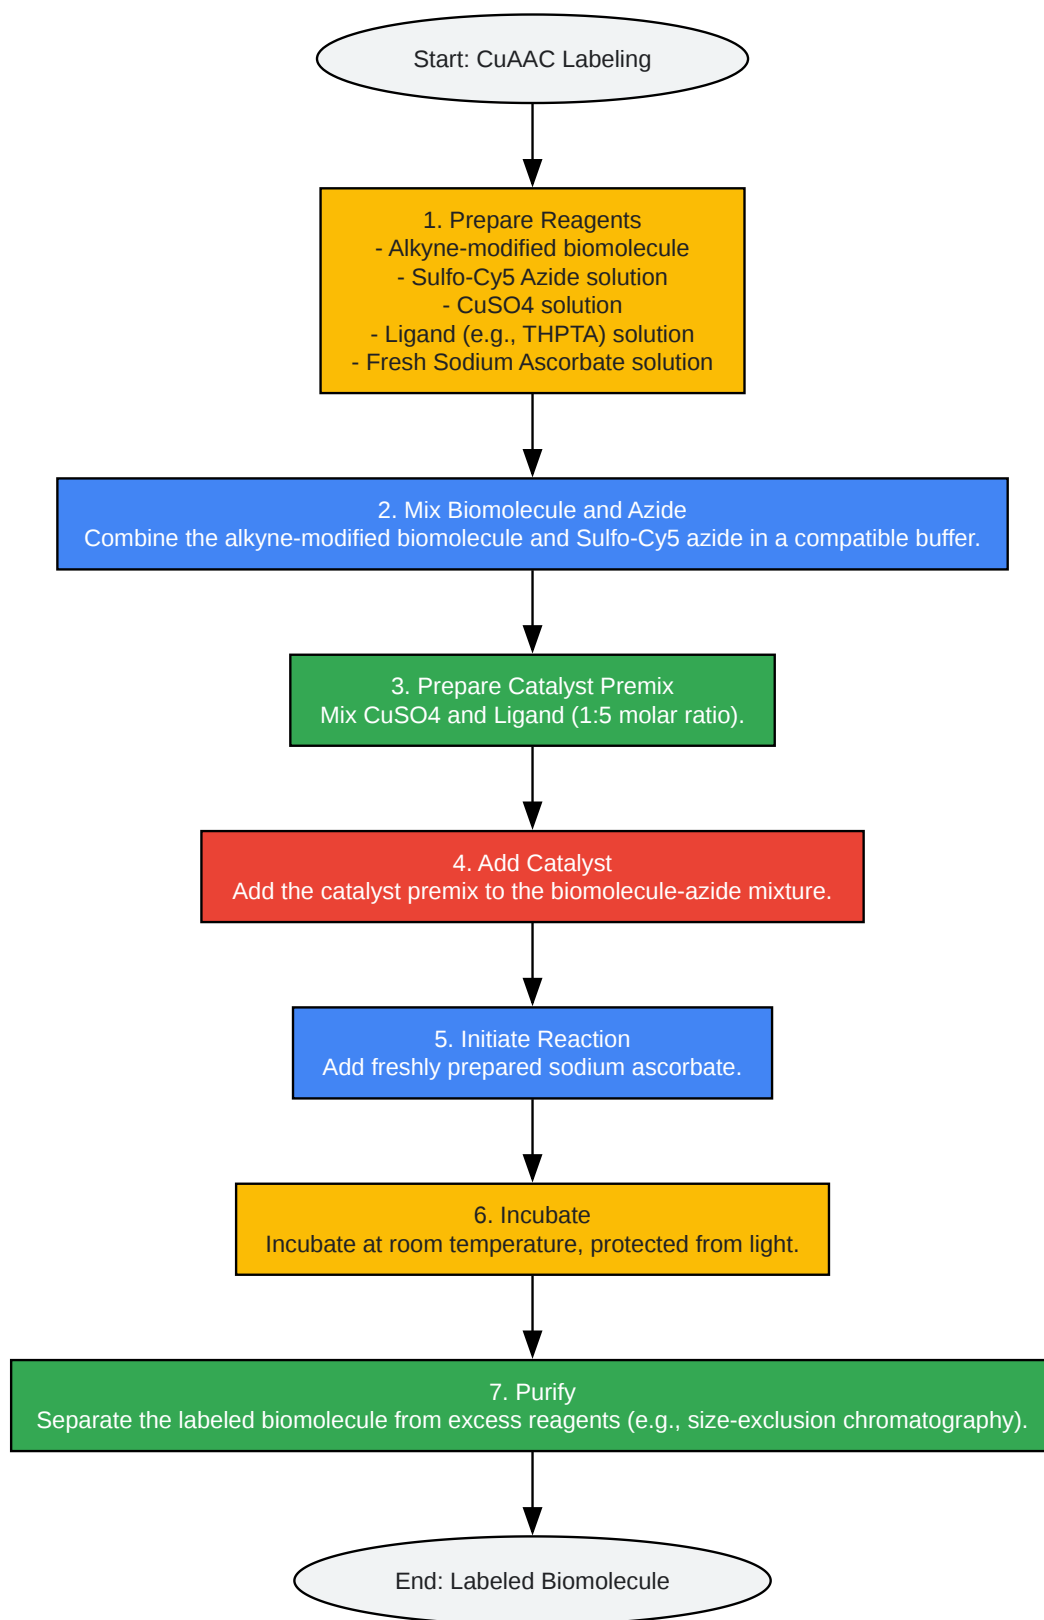 Start: CuAAC Labeling
1. Prepare Reagents
- Alkyne-modified biomolecule
- Sulfo-Cy5 Azide solution
- CuSO4 solution
- Ligand (e.g., THPTA) solution
- Fresh Sodium Ascorbate solution
2. Mix Biomolecule and Azide
Combine the alkyne-modified biomolecule and Sulfo-Cy5 azide in a compatible buffer.
3. Prepare Catalyst Premix
Mix CuSO4 and Ligand (1:5 molar ratio).
4. Add Catalyst
Add the catalyst premix to the biomolecule-azide mixture.
5. Initiate Reaction
Add freshly prepared sodium ascorbate.
6. Incubate
Incubate at room temperature, protected from light.
7. Purify
Separate the labeled biomolecule from excess reagents (e.g., size-exclusion chromatography).
End: Labeled Biomolecule